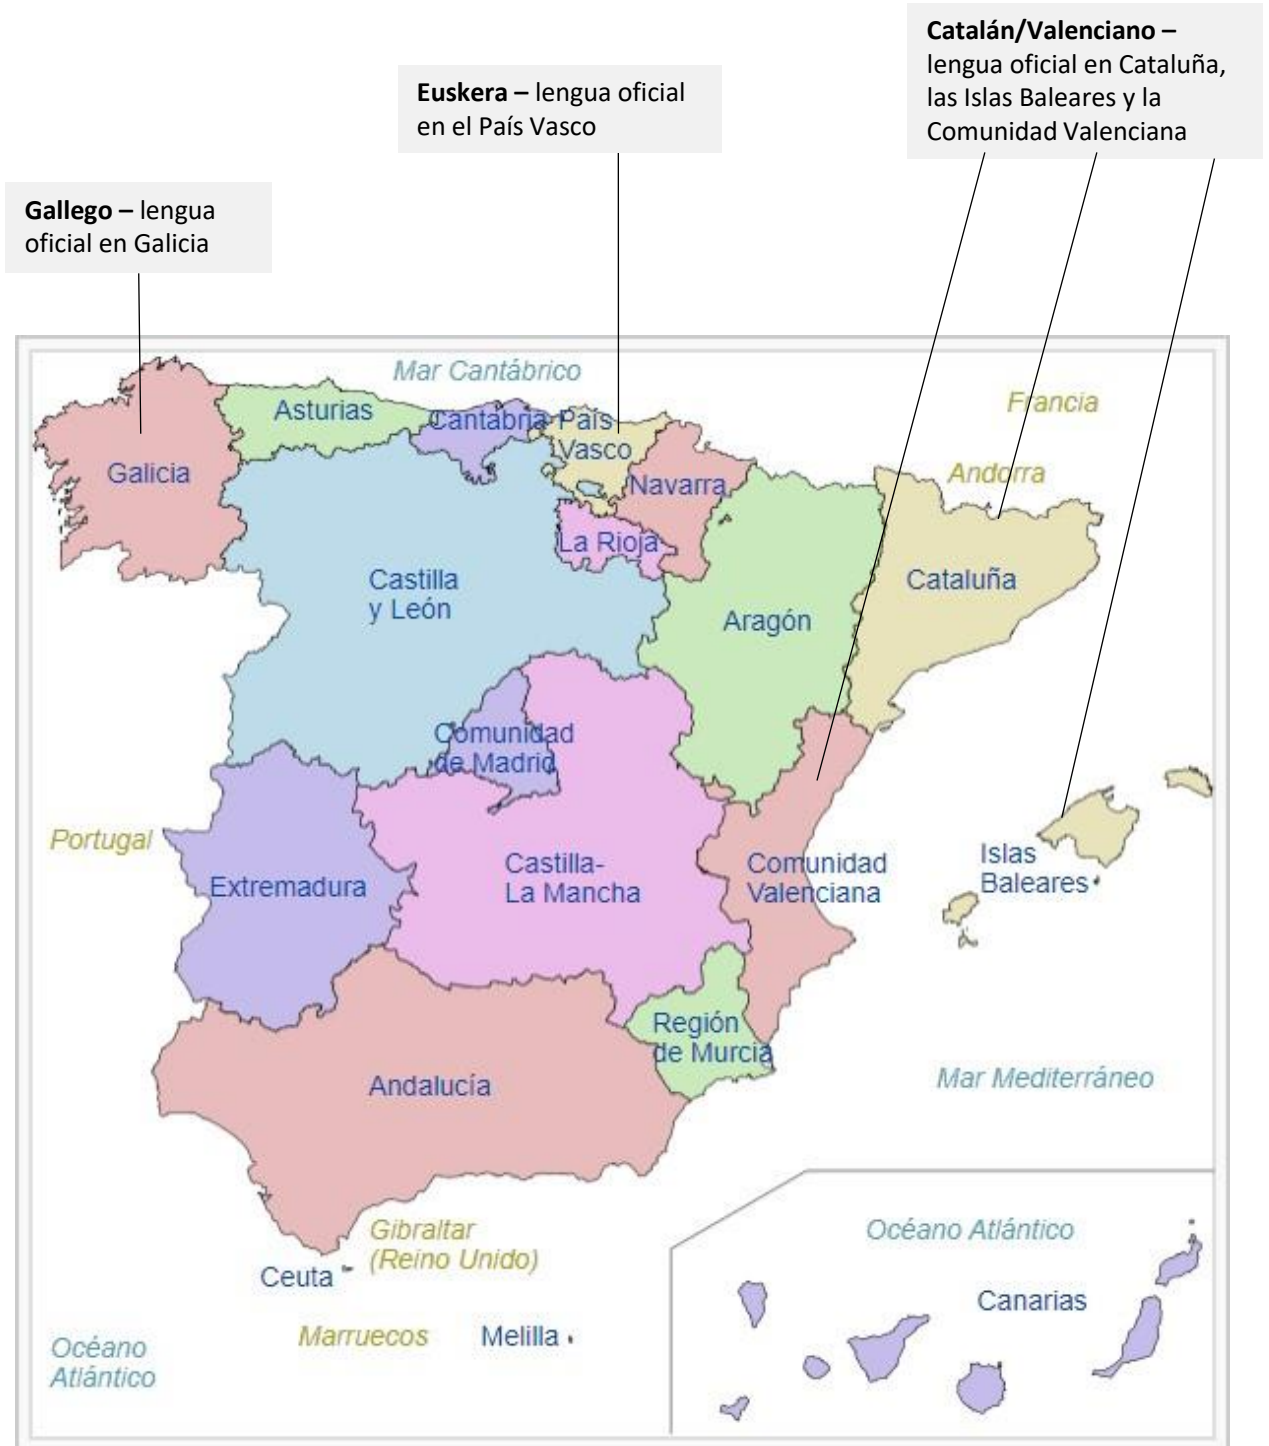 Catalán/Valenciano –
lengua oficial en Cataluña,
las Islas Baleares y la
Comunidad Valenciana
Euskera – lengua oficial
en el País Vasco
Gallego – lengua
oficial en Galicia
Mar Cantábrico
Francia
Asturias
Cantabria
País
Vasco
Galicia
Navarra
Andorra
La Rioja
Castilla
y León
Cataluña
Aragón
Comunidad
de Madrid
Portugal
Extremadura
Castilla-
La Mancha
Comunidad
Valenciana
Islas
Baleares
Región
de Murcia
Andalucía
Mar Mediterráneo
Gibraltar
(Reino Unido)
Ceuta
Océano Atlántico
Canarias
Marruecos
Melilla
Océano
Atlántico